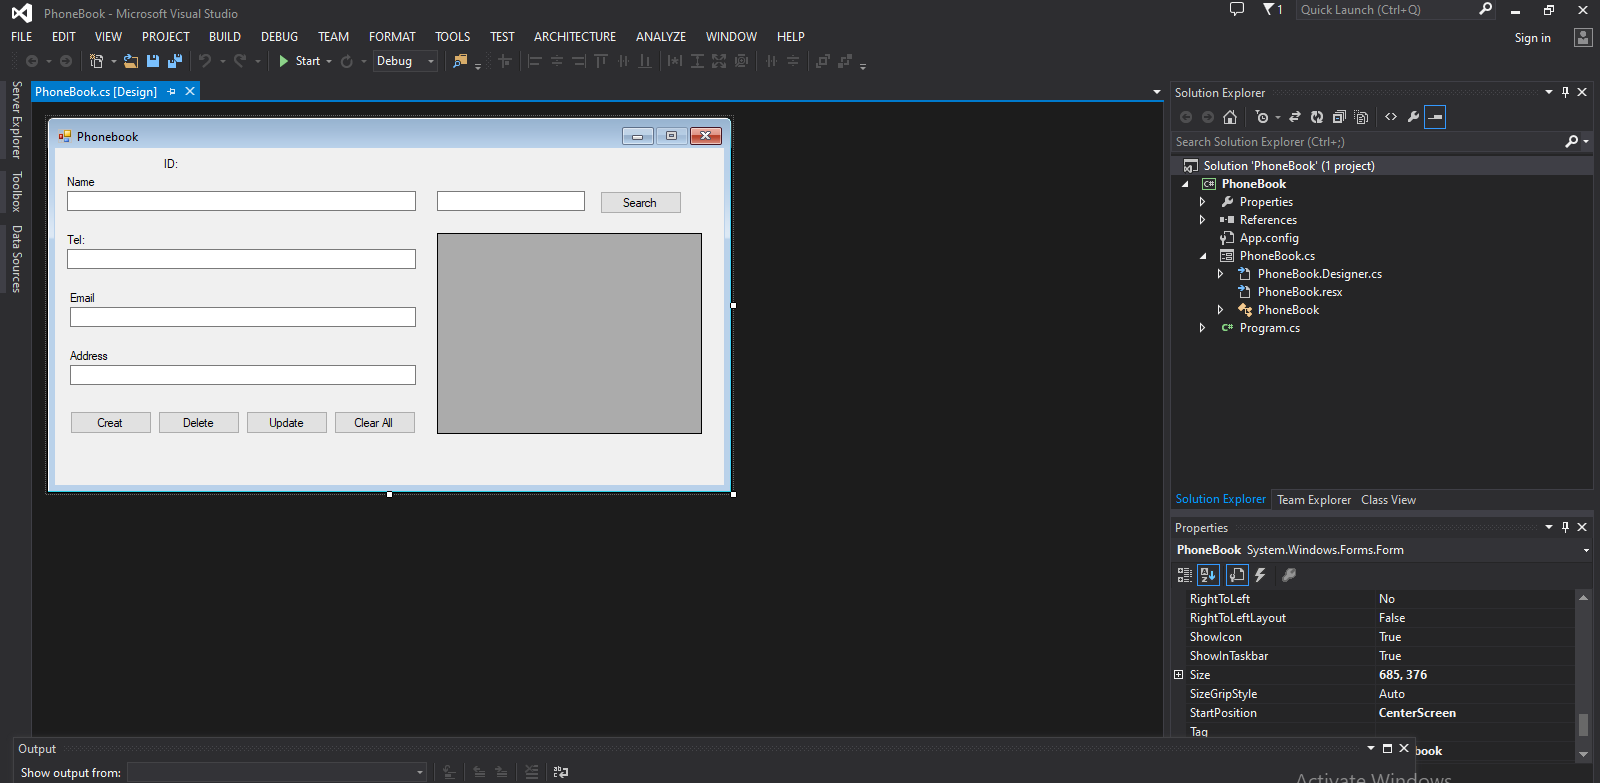 PhoneBook - Microsoft Visual Studio
1
Quick Launch (Ctrl+Q)
FILE EDIT VIEW PROJECT BUILD DEBUG TEAM FORMAT TOOLS TEST ARCHITECTURE ANALYZE WINDOW HELP
Sign in
Start
Debug
Server Explorer
Toolbox
Data Sources
PhoneBook.cs [Design]
Phonebook
ID:
Name
Search
Tel:
Email
Address
Creat Delete Update Clear All
Solution Explorer
Search Solution Explorer (Ctrl+;)
Solution 'PhoneBook' (1 project)
C# PhoneBook
Properties
References
App.config
PhoneBook.cs
PhoneBook.Designer.cs
PhoneBook.resx
PhoneBook
C# Program.cs
Solution Explorer Team Explorer Class View
Properties
PhoneBook System.Windows.Forms.Form
RightToLeft No
RightToLeftLayout False
ShowIcon True
ShowInTaskbar True
Size 685, 376
SizeGripStyle Auto
StartPosition CenterScreen
Tag
book
Output
Show output from:
Activate Windows